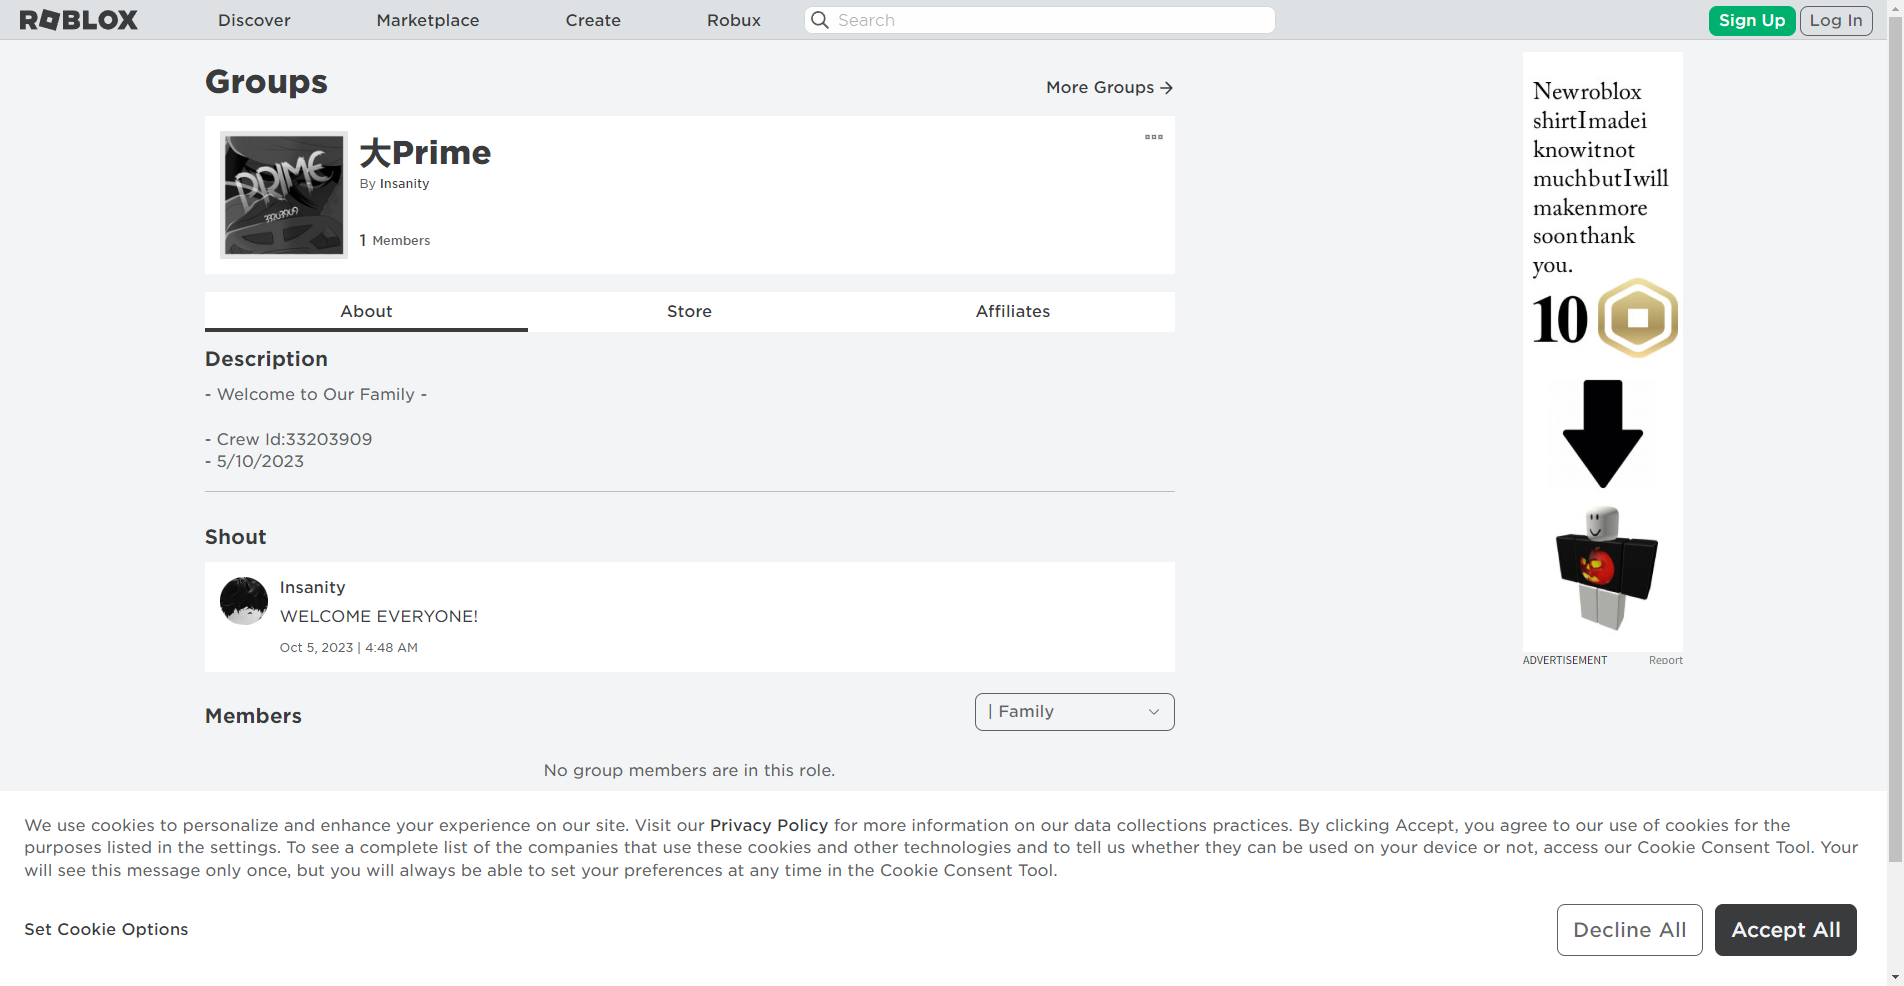 ROBLOX
Discover
Marketplace
Create
Robux
Search
Sign Up
Log In
Groups
More Groups
PRIME
33203909
大Prime
By Insanity
1 Members
About
Store
Affiliates
Description
- Welcome to Our Family -
- Crew Id:33203909
- 5/10/2023
Shout
Insanity
WELCOME EVERYONE!
Oct 5, 2023 | 4:48 AM
Members
| Family
No group members are in this role.
Newroblox
shirtImadei
knowitnot
muchbutIwill
makenmore
soonthank
you.
10
ADVERTISEMENT
Report
We use cookies to personalize and enhance your experience on our site. Visit our Privacy Policy for more information on our data collections practices. By clicking Accept, you agree to our use of cookies for the
purposes listed in the settings. To see a complete list of the companies that use these cookies and other technologies and to tell us whether they can be used on your device or not, access our Cookie Consent Tool. Your
will see this message only once, but you will always be able to set your preferences at any time in the Cookie Consent Tool.
Set Cookie Options
Decline All
Accept All